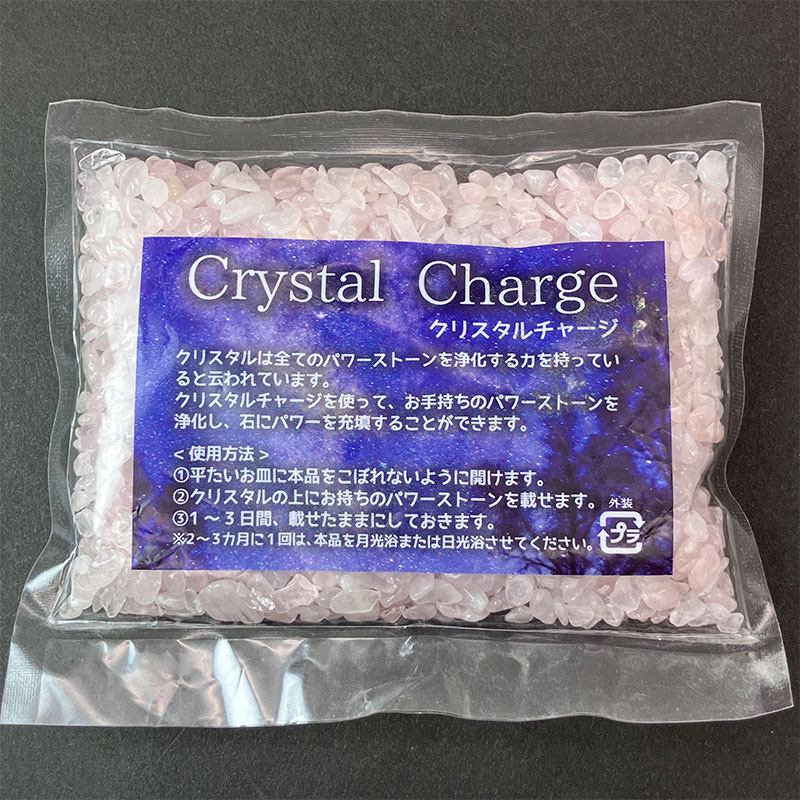 Crystal Charge
クリスタルチャージ
クリスタルは全てのパワーストーンを浄化する力を持ってい
ると云われています。
クリスタルチャージを使って、お手持ちのパワーストーンを
浄化し、石にパワーを充填することができます。
< 使用方法 >
①平たいお皿に本品をこぼれないように開けます。
②クリスタルの上にお持ちのパワーストーンを載せます。
③1～3日間、載せたままにしておきます。
※2～3カ月に1回は、本品を月光浴または日光浴させてください。
外装
プラ